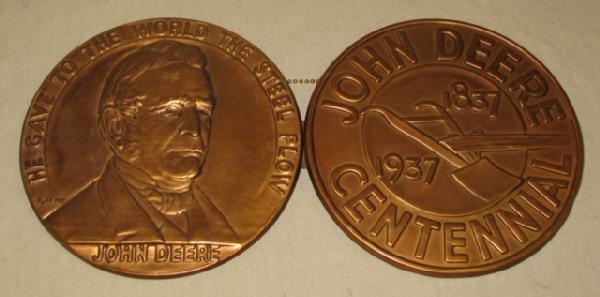 HE GAVE TO THE WORLD THE STEEL PLOW
JOHN DEERE
JOHN DEERE
1837
1937
CENTENNIAL